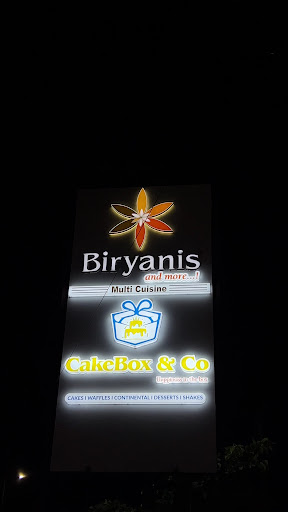 Biryanis
and more...!
Multi Cuisine
CakeBox & Co
CAKES | WAFFLES | CONTINENTAL | DESSERTS | SHAKES